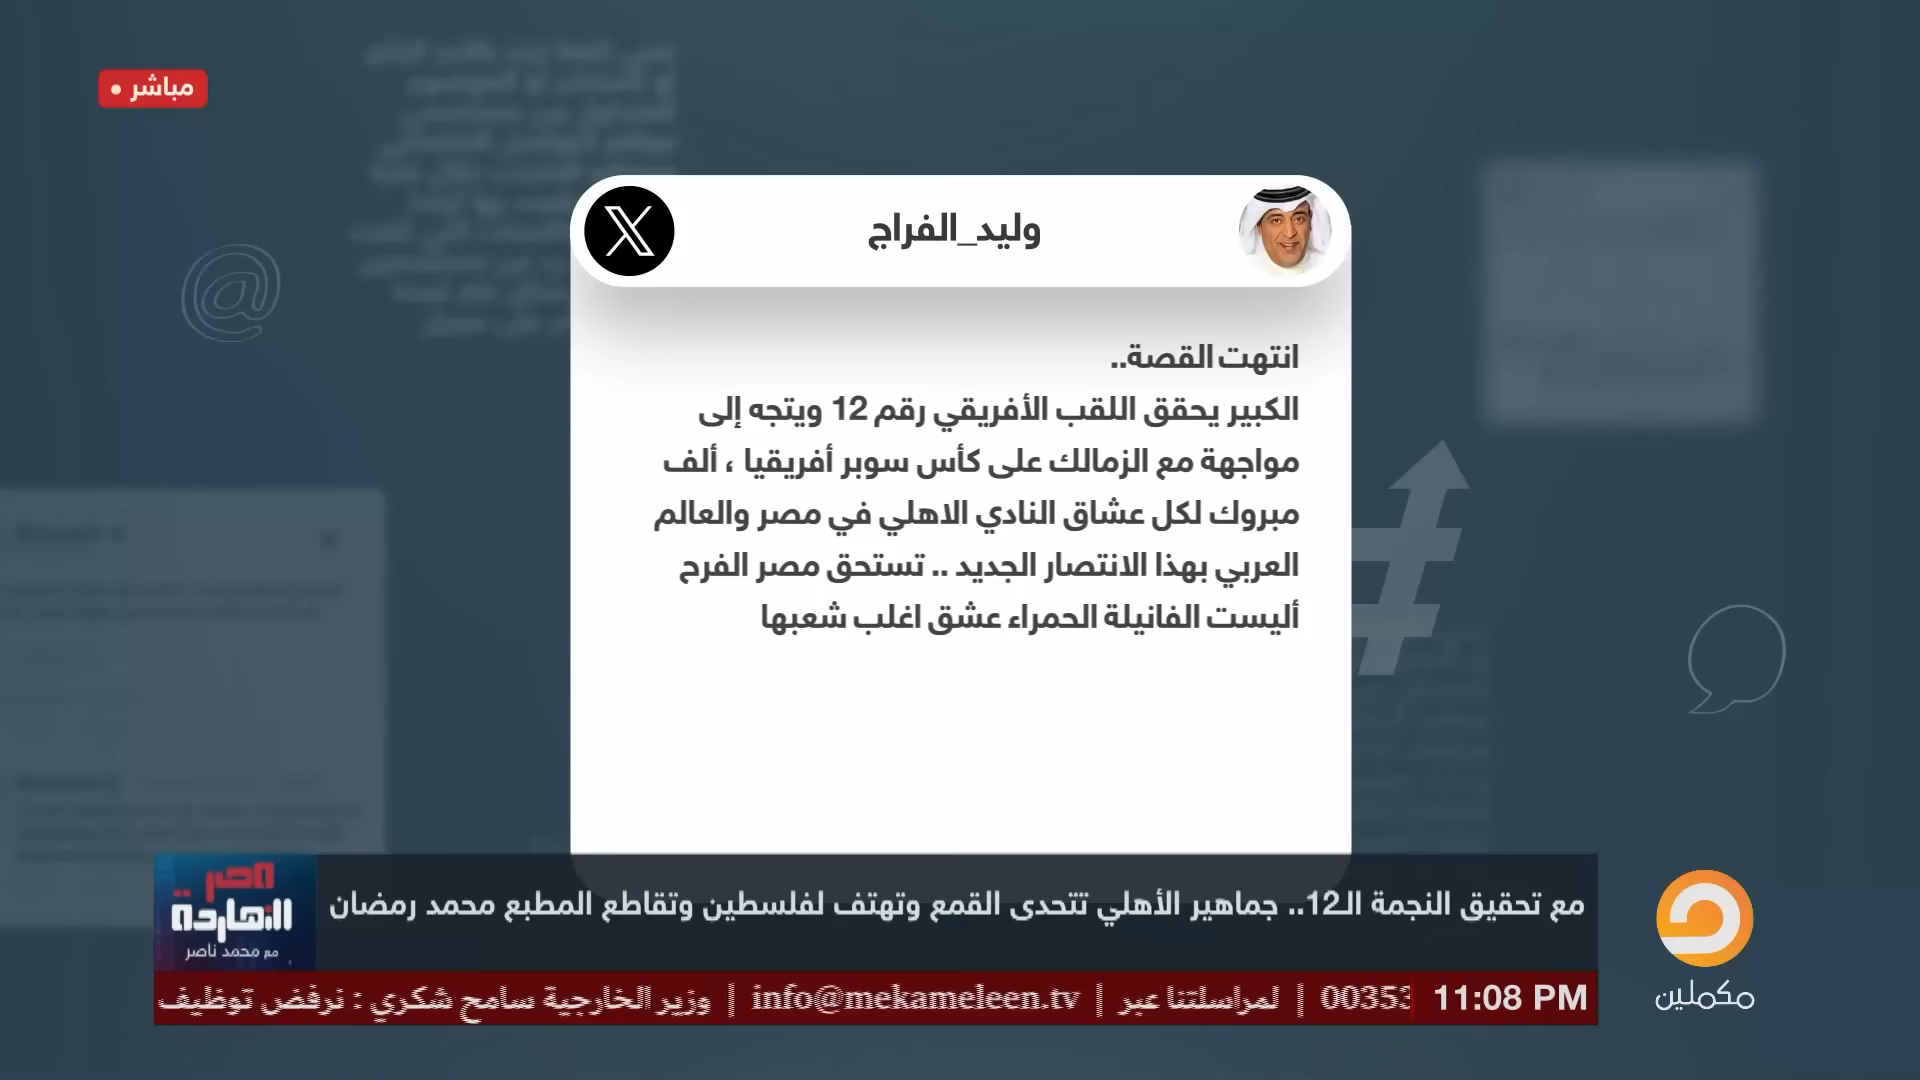 مباشر
وليد_الفراج
انتهت القصة..
الكبير يحقق اللقب الأفريقي رقم 12 ويتجه إلى
مواجهة مع الزمالك على كأس سوبر أفريقيا ، ألف
مبروك لكل عشاق النادي الاهلي في مصر والعالم
العربي بهذا الانتصار الجديد .. تستحق مصر الفرح
أليست الفانيلة الحمراء عشق اغلب شعبها
مصر
النهاردة
مع محمد ناصر
مع تحقيق النجمة الـ12.. جماهير الأهلي تتحدى القمع وتهتف لفلسطين وتقاطع المطبع محمد رمضان
11:08 PM
00353 | لمراسلتنا عبر | info@mekameleen.tv | وزير الخارجية سامح شكري : نرفض توظيف
مكملين